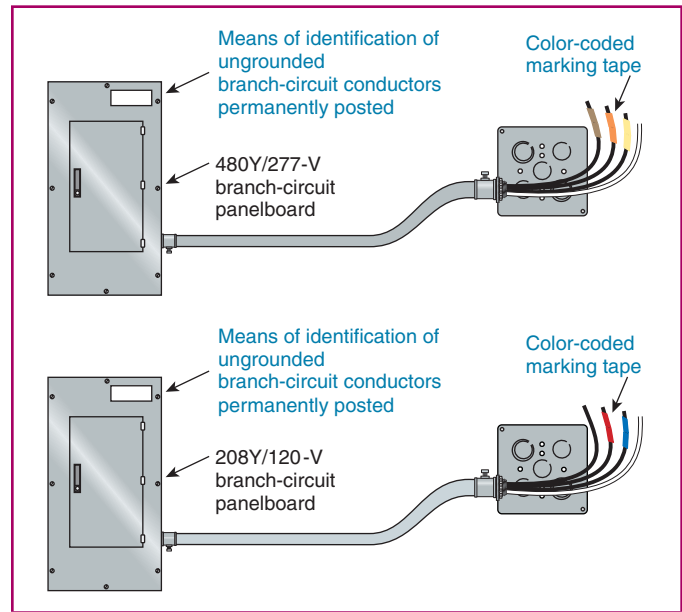 Means of identification of
ungrounded
branch-circuit conductors
permanently posted
Color-coded
marking tape
480Y/277-V
branch-circuit
panelboard
Means of identification of
ungrounded
branch-circuit conductors
permanently posted
Color-coded
marking tape
208Y/120-V
branch-circuit
panelboard